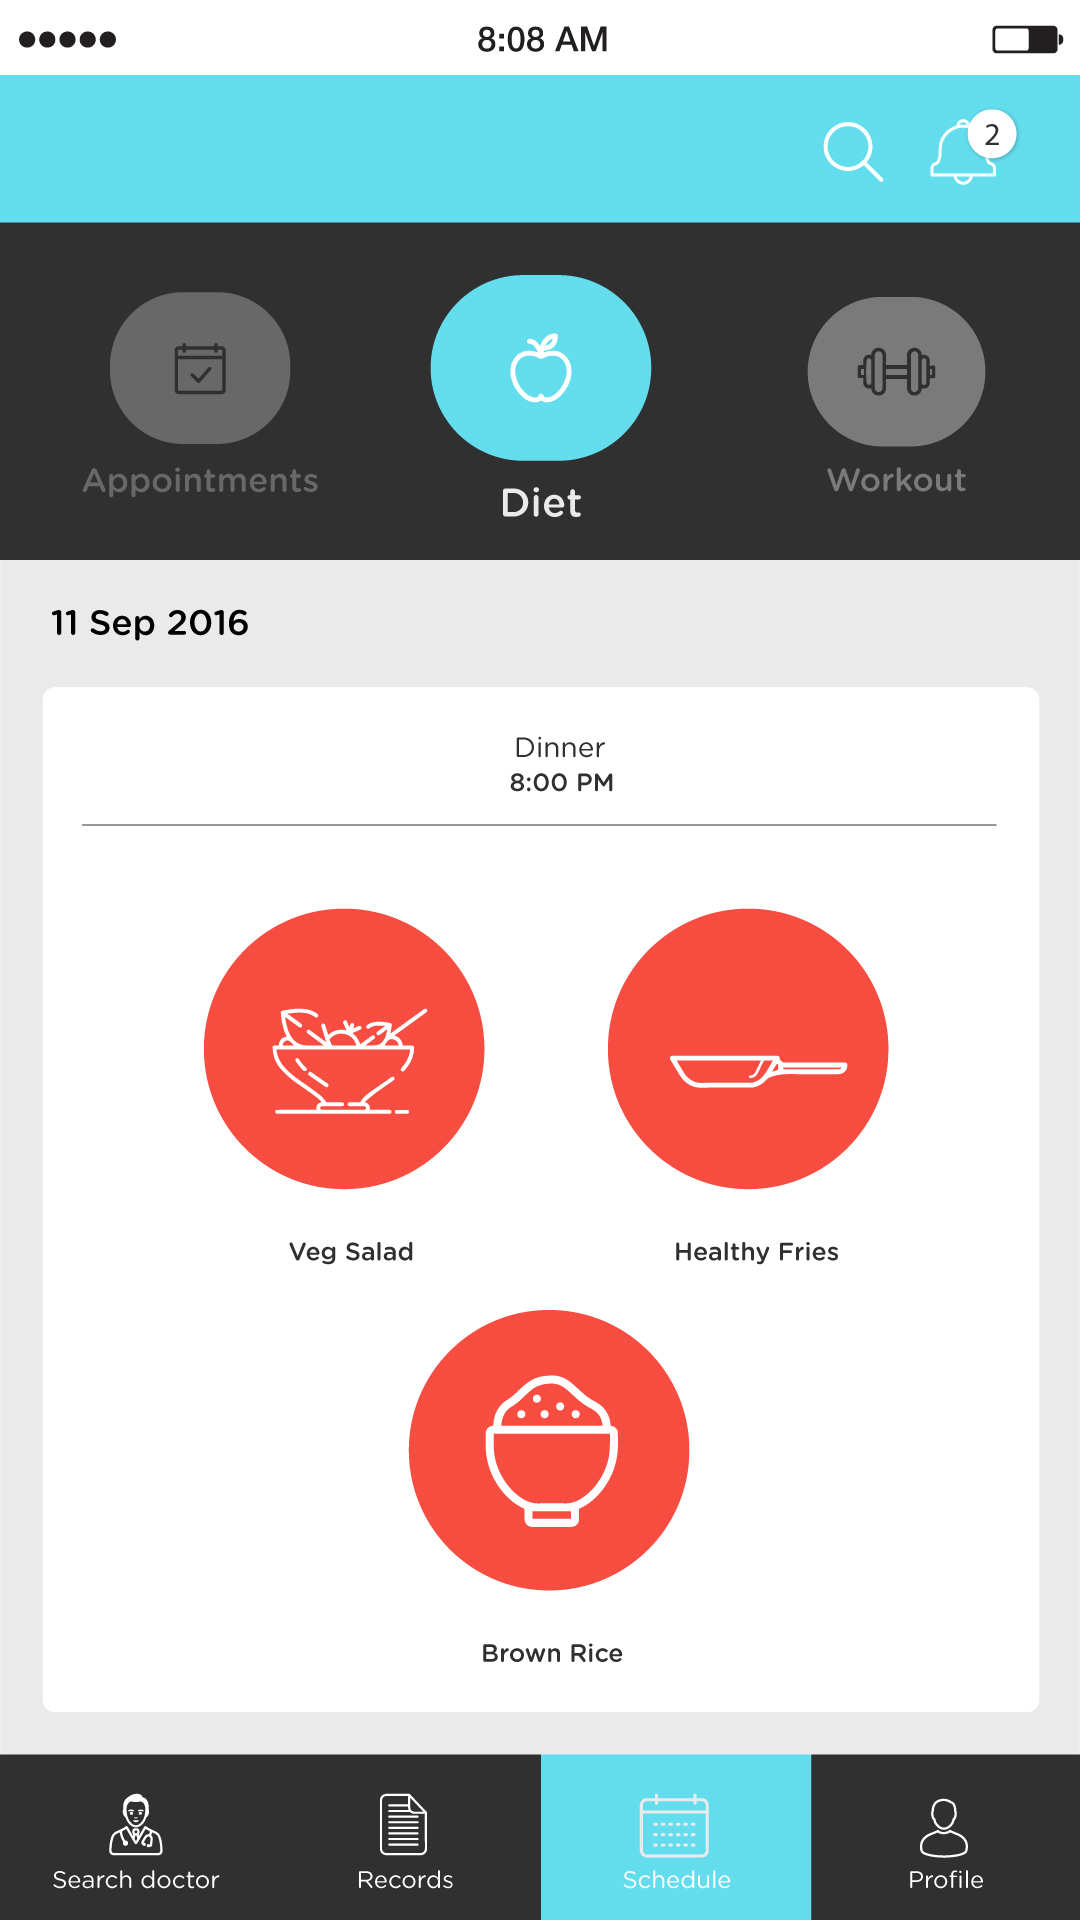 8:08 AM
2
Appointments
Diet
Workout
11 Sep 2016
Dinner
8:00 PM
Veg Salad
Healthy Fries
Brown Rice
Search doctor
Records
Schedule
Profile